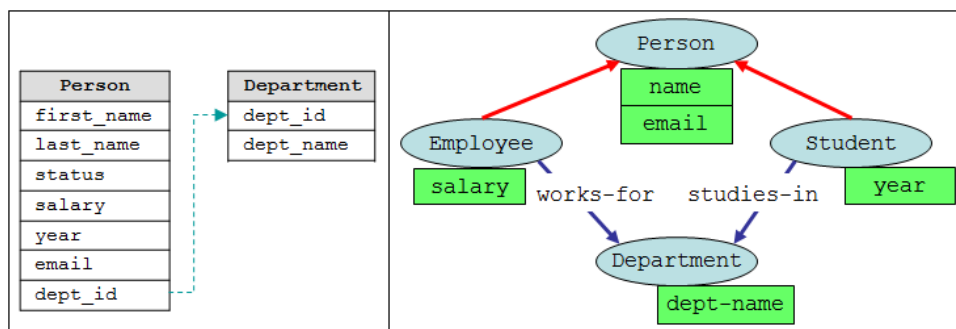 Person
first_name
last_name
status
salary
year
email
dept_id
Department
dept_id
dept_name
Person
name
email
Employee
salary
Student
year
works-for
studies-in
Department
dept-name